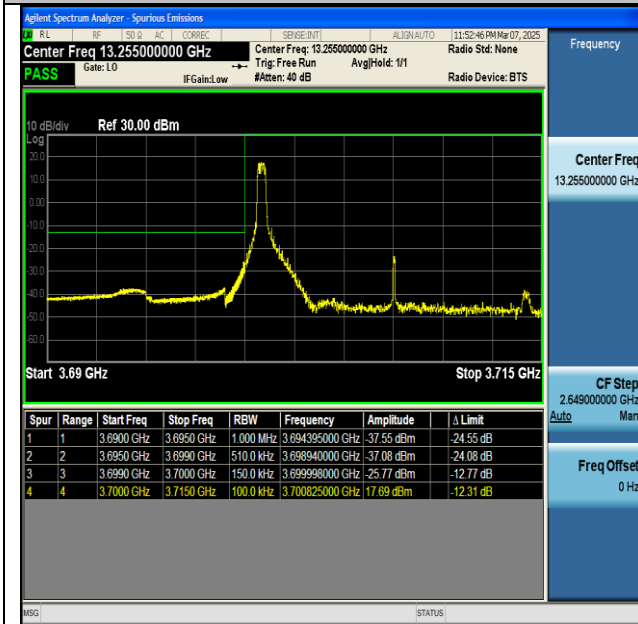 Agilent Spectrum Analyzer - Spurious Emissions
LXI RL RF 50 Ω AC CORREC SENSE:INT ALIGN AUTO 11:52:46 PM Mar 07, 2025
Center Freq 13.255000000 GHz
Center Freq: 13.255000000 GHz
Radio Std: None
PASS
Gate: LO
IFGain:Low
Trig: Free Run
Avg|Hold: 1/1
#Atten: 40 dB
Radio Device: BTS
10 dB/div Ref 30.00 dBm
Log
20.0
10.0
0.00
-10.0
-20.0
-30.0
-40.0
-50.0
-60.0
Start 3.69 GHz Stop 3.715 GHz
Spur Range Start Freq Stop Freq RBW Frequency Amplitude Δ Limit
1 1 3.6900 GHz 3.6950 GHz 1.000 MHz 3.694395000 GHz -37.55 dBm -24.55 dB
2 2 3.6950 GHz 3.6990 GHz 510.0 kHz 3.698940000 GHz -37.08 dBm -24.08 dB
3 3 3.6990 GHz 3.7000 GHz 150.0 kHz 3.699998000 GHz -25.77 dBm -12.77 dB
4 4 3.7000 GHz 3.7150 GHz 100.0 kHz 3.700825000 GHz 17.69 dBm -12.31 dB
Frequency
Center Freq
13.255000000 GHz
CF Step
2.649000000 GHz
Auto Man
Freq Offset
0 Hz
MSG STATUS